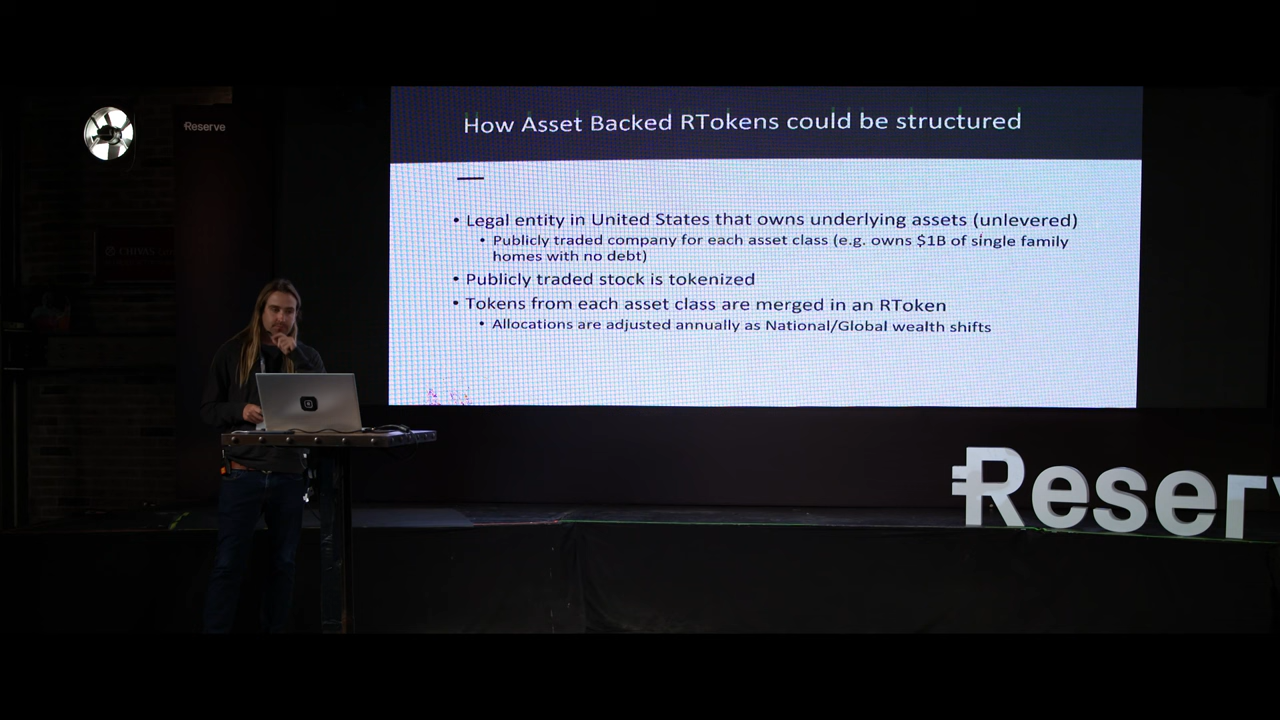 Reserve
How Asset Backed RTokens could be structured
• Legal entity in United States that owns underlying assets (unlevered)
• Publicly traded company for each asset class (e.g. owns $1B of single family
homes with no debt)
• Publicly traded stock is tokenized
• Tokens from each asset class are merged in an RToken
• Allocations are adjusted annually as National/Global wealth shifts
Reser